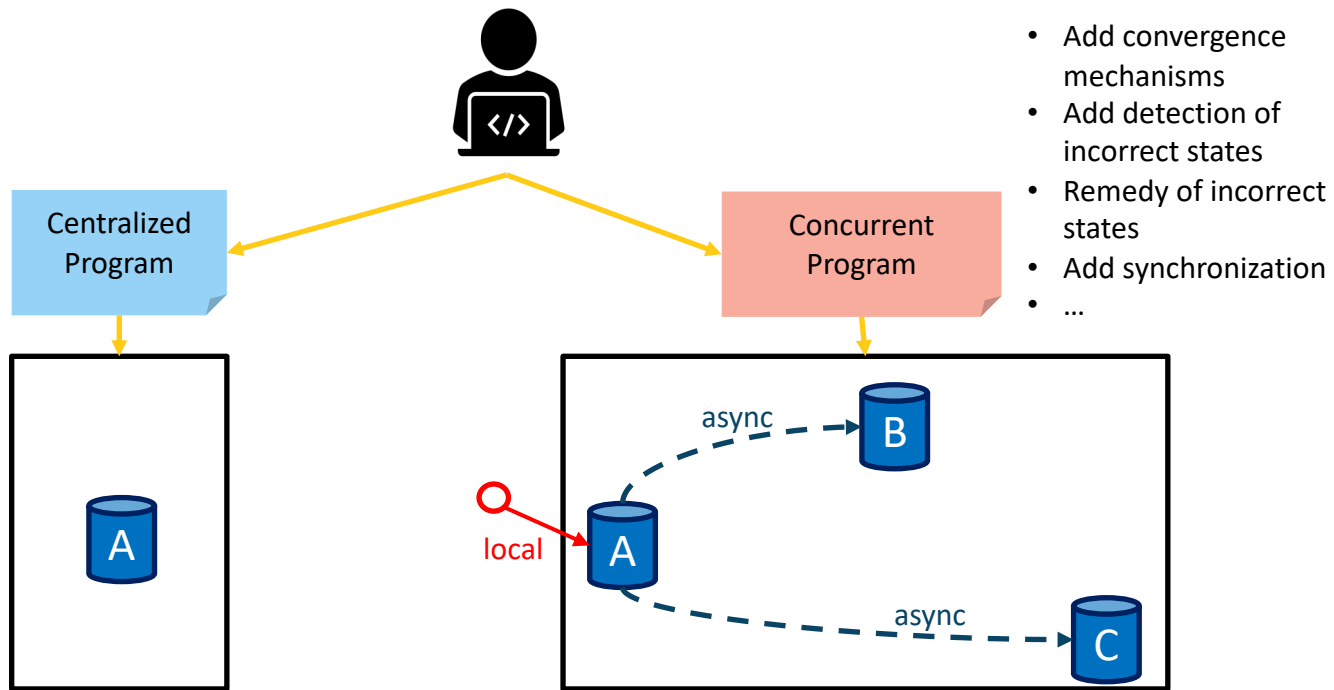 • Add convergence
mechanisms
• Add detection of
incorrect states
• Remedy of incorrect
states
• Add synchronization
• ...
</>
Centralized
Program
Concurrent
Program
async
B
A
local
A
async
C